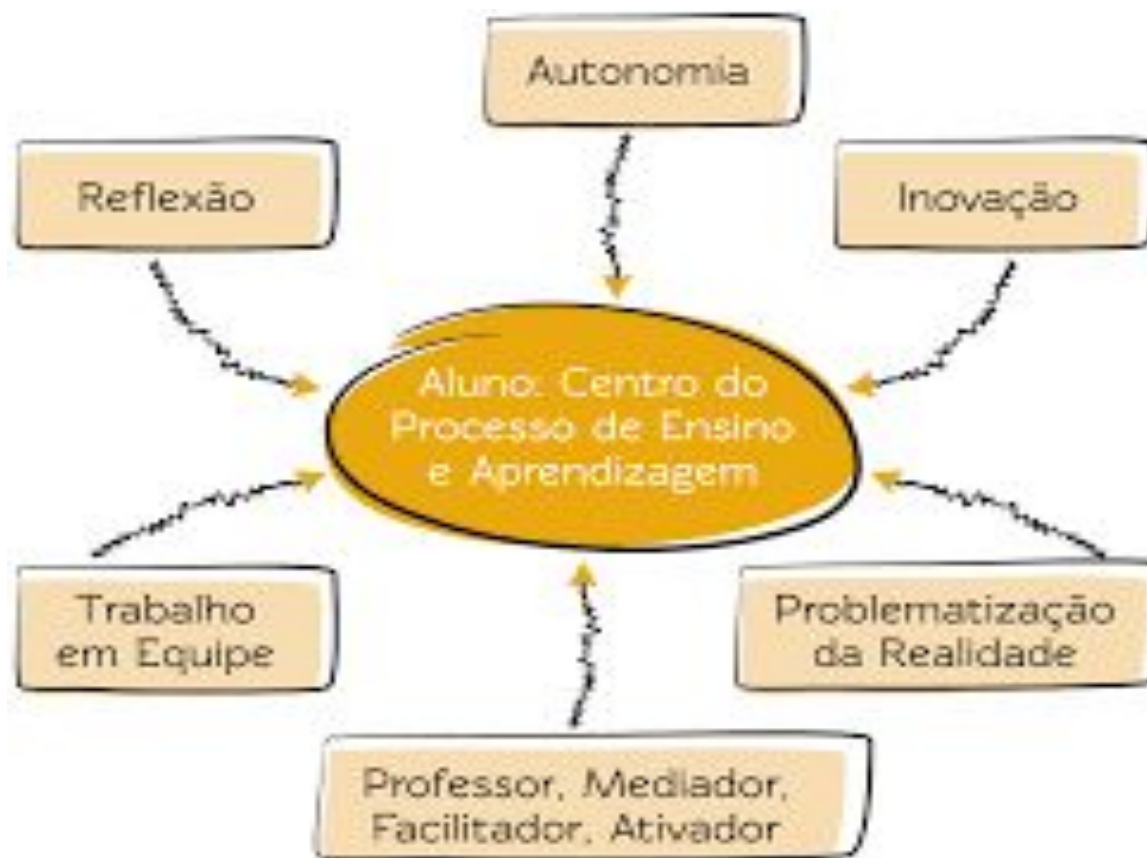 Autonomia
Reflexão
Inovação
Aluno: Centro do
Processo de Ensino
e Aprendizagem
Trabalho
em Equipe
Problematização
da Realidade
Professor, Mediador,
Facilitador, Ativador